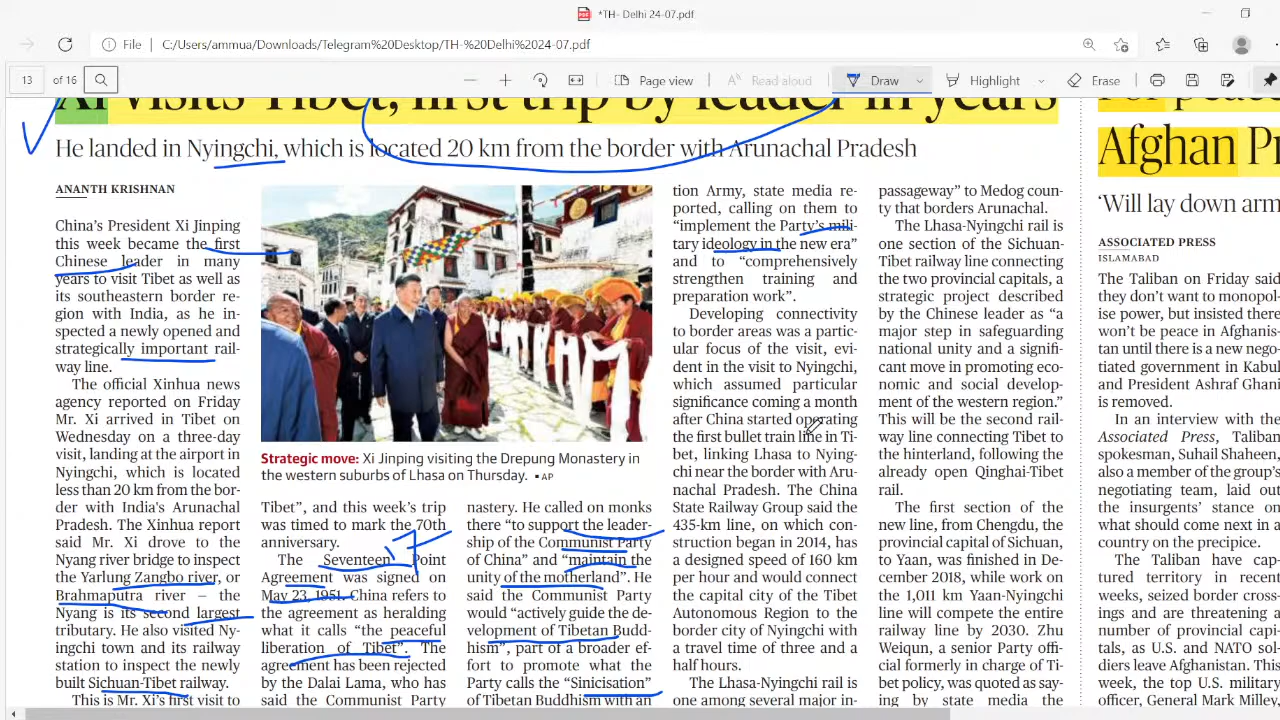 *TH- Delhi 24-07.pdf
File
C:/Users/ammua/Downloads/Telegram%20Desktop/TH-%20Delhi%2024-07.pdf
13 of 16
Page view
Read aloud
Draw
Highlight
Erase
Xi visits Tibet, first trip by leader in years
He landed in Nyingchi, which is located 20 km from the border with Arunachal Pradesh
ANANTH KRISHNAN
China's President Xi Jinping
this week became the first
Chinese leader in many
years to visit Tibet as well as
its southeastern border re-
gion with India, as he in-
spected a newly opened and
strategically important rail-
way line.
The official Xinhua news
agency reported on Friday
Mr. Xi arrived in Tibet on
Wednesday on a three-day
visit, landing at the airport in
Nyingchi, which is located
less than 20 km from the bor-
der with India's Arunachal
Pradesh. The Xinhua report
said Mr. Xi drove to the
Nyang river bridge to inspect
the Yarlung Zangbo river, or
Brahmaputra river – the
Nyang is its second largest
tributary. He also visited Ny-
ingchi town and its railway
station to inspect the newly
built Sichuan-Tibet railway.
This is Mr. Xi's first visit to
Strategic move: Xi Jinping visiting the Drepung Monastery in
the western suburbs of Lhasa on Thursday. ▪AP
Tibet", and this week's trip
was timed to mark the 70th
anniversary.
The Seventeen Point
Agreement was signed on
May 23, 1951. China refers to
the agreement as heralding
what it calls "the peaceful
liberation of Tibet". The
agreement has been rejected
by the Dalai Lama, who has
said the Communist Party
nastery. He called on monks
there "to support the leader-
ship of the Communist Party
of China" and "maintain the
unity of the motherland". He
said the Communist Party
would "actively guide the de-
velopment of Tibetan Budd-
hism", part of a broader ef-
fort to promote what the
Party calls the "Sinicisation"
of Tibetan Buddhism with an
tion Army, state media re-
ported, calling on them to
"implement the Party's mili-
tary ideology in the new era"
and to "comprehensively
strengthen training and
preparation work".
Developing connectivity
to border areas was a partic-
ular focus of the visit, evi-
dent in the visit to Nyingchi,
which assumed particular
significance coming a month
after China started operating
the first bullet train line in Ti-
bet, linking Lhasa to Nying-
chi near the border with Aru-
nachal Pradesh. The China
State Railway Group said the
435-km line, on which con-
struction began in 2014, has
a designed speed of 160 km
per hour and would connect
the capital city of the Tibet
Autonomous Region to the
border city of Nyingchi with
a travel time of three and a
half hours.
The Lhasa-Nyingchi rail is
one among several major in-
passageway" to Medog coun-
ty that borders Arunachal.
The Lhasa-Nyingchi rail is
one section of the Sichuan-
Tibet railway line connecting
the two provincial capitals, a
strategic project described
by the Chinese leader as "a
major step in safeguarding
national unity and a signifi-
cant move in promoting eco-
nomic and social develop-
ment of the western region."
This will be the second rail-
way line connecting Tibet to
the hinterland, following the
already open Qinghai-Tibet
rail.
The first section of the
new line, from Chengdu, the
provincial capital of Sichuan,
to Yaan, was finished in De-
cember 2018, while work on
the 1,011 km Yaan-Nyingchi
line will compete the entire
railway line by 2030. Zhu
Weiqun, a senior Party of-
ficial formerly in charge of Ti-
bet policy, was quoted as say-
ing by state media the
For peace
Afghan Pr
'Will lay down arm
ASSOCIATED PRESS
ISLAMABAD
The Taliban on Friday said
they don't want to monopol-
ise power, but insisted there
won't be peace in Afghanis-
tan until there is a new nego-
tiated government in Kabul
and President Ashraf Ghani
is removed.
In an interview with the
Associated Press, Taliban
spokesman, Suhail Shaheen,
also a member of the group's
negotiating team, laid out
the insurgents' stance on
what should come next in a
country on the precipice.
The Taliban have cap-
tured territory in recent
weeks, seized border cross-
ings and are threatening a
number of provincial capi-
tals, as U.S. and NATO sol-
diers leave Afghanistan. This
week, the top U.S. military
officer, General Mark Milley,